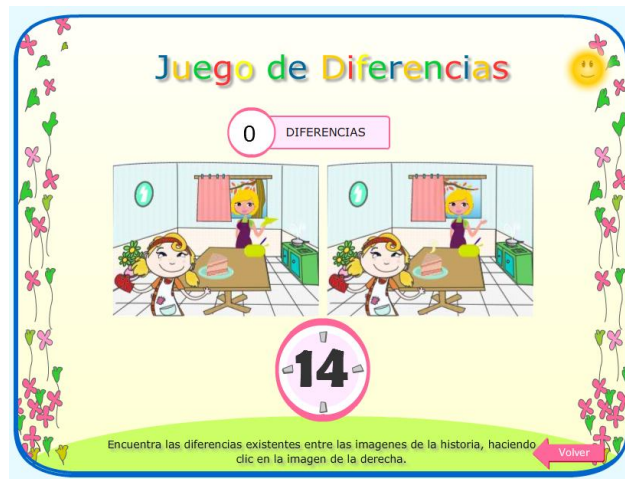 Juego de Diferencias
0 DIFERENCIAS
14
Encuentra las diferencias existentes entre las imagenes de la historia, haciendo
clic en la imagen de la derecha.
Volver